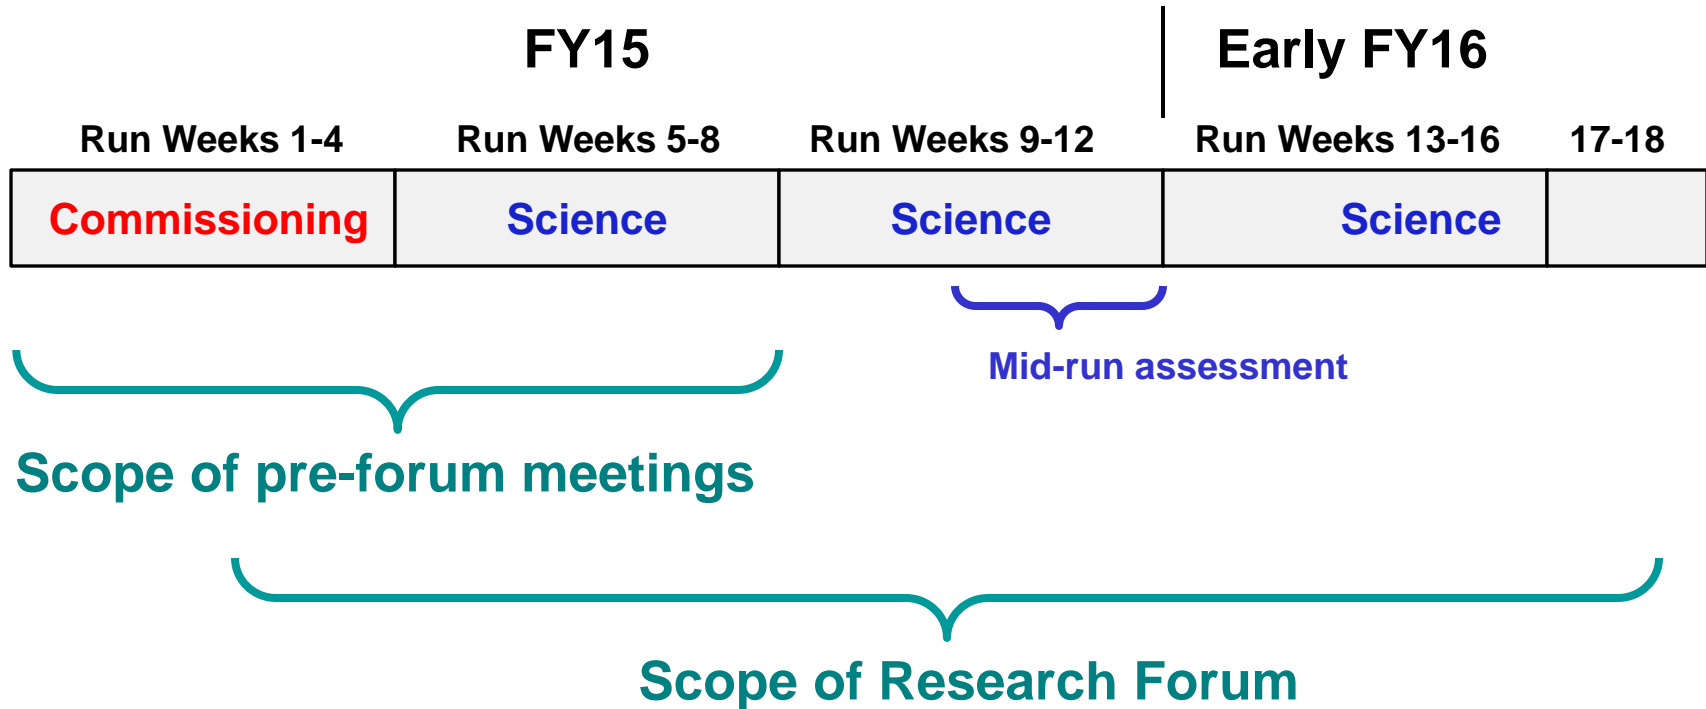 FY15
Early FY16
Run Weeks 1-4
Run Weeks 5-8
Run Weeks 9-12
Run Weeks 13-16
17-18
Commissioning
Science
Science
Science
Mid-run assessment
Scope of pre-forum meetings
Scope of Research Forum